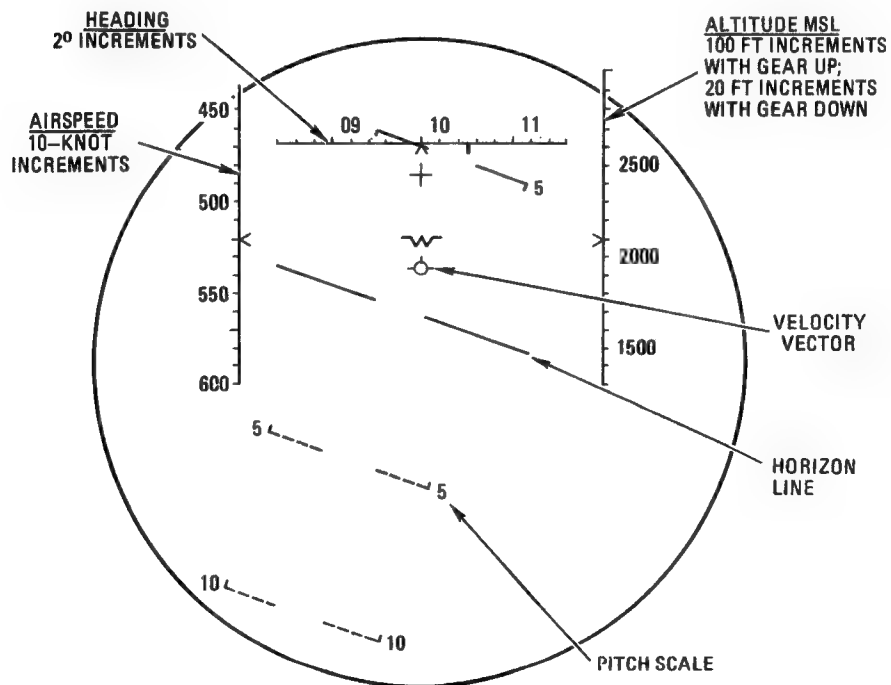 HEADING
2º INCREMENTS
ALTITUDE MSL
100 FT INCREMENTS
WITH GEAR UP;
20 FT INCREMENTS
WITH GEAR DOWN
AIRSPEED
10–KNOT
INCREMENTS
450
09
10
11
2500
5
500
2000
550
VELOCITY
VECTOR
1500
600
5
5
HORIZON
LINE
10
10
PITCH SCALE